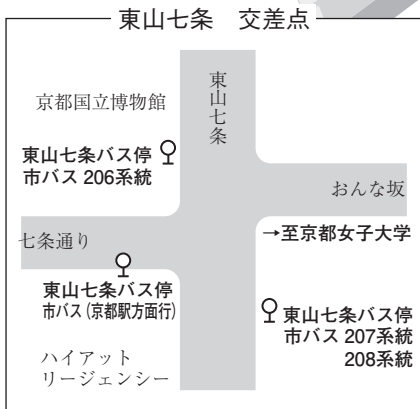 東山七条　交差点
東山七条
京都国立博物館
東山七条バス停
市バス 206系統
おんな坂
七条通り
→至京都女子大学
東山七条バス停
市バス(京都駅方面行)
東山七条バス停
市バス 207系統
208系統
ハイアット
リージェンシー